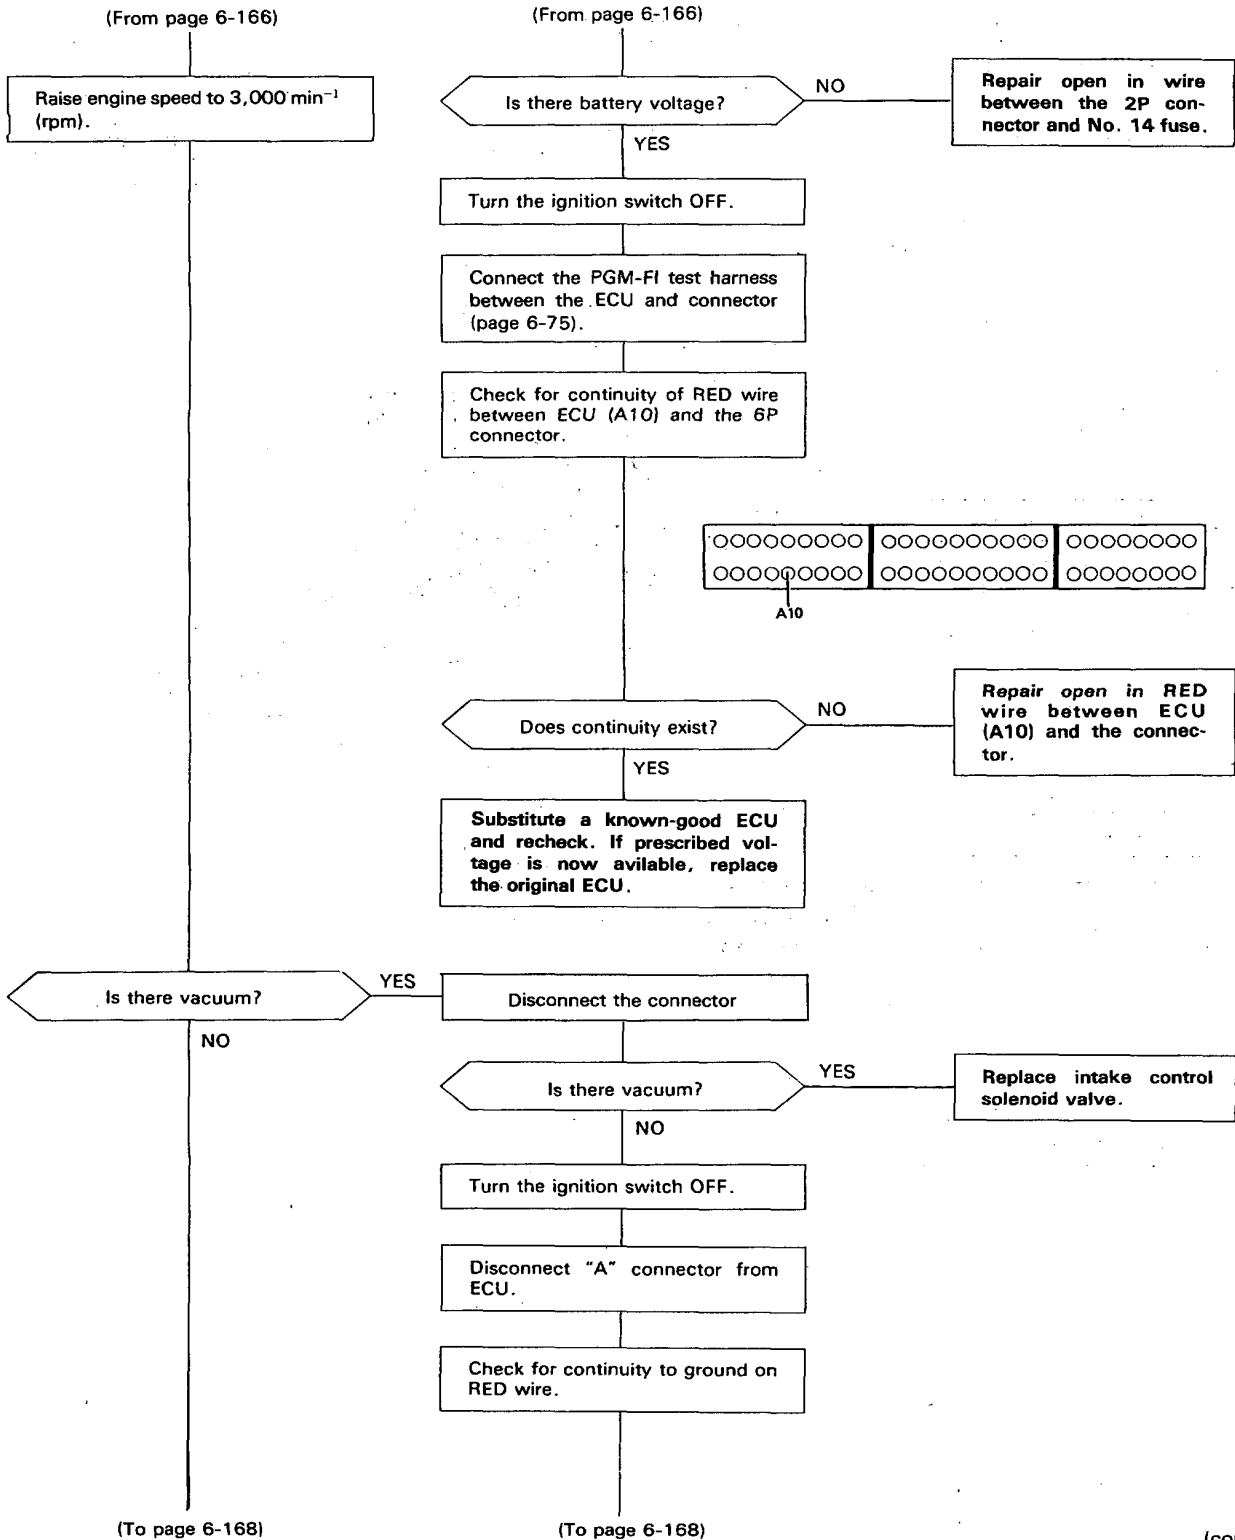 (From page 6-166)
(From page 6-166)
Raise engine speed to 3,000 min⁻¹
(rpm).
Is there battery voltage?
NO
Repair open in wire
between the 2P con-
nector and No. 14 fuse.
YES
Turn the ignition switch OFF.
Connect the PGM-FI test harness
between the ECU and connector
(page 6-75).
Check for continuity of RED wire
between ECU (A10) and the 6P
connector.
A10
Does continuity exist?
NO
Repair open in RED
wire between ECU
(A10) and the connec-
tor.
YES
Substitute a known-good ECU
and recheck. If prescribed vol-
tage is now avilable, replace
the original ECU.
Is there vacuum?
YES
Disconnect the connector
NO
Is there vacuum?
YES
Replace intake control
solenoid valve.
NO
Turn the ignition switch OFF.
Disconnect "A" connector from
ECU.
Check for continuity to ground on
RED wire.
(To page 6-168)
(To page 6-168)